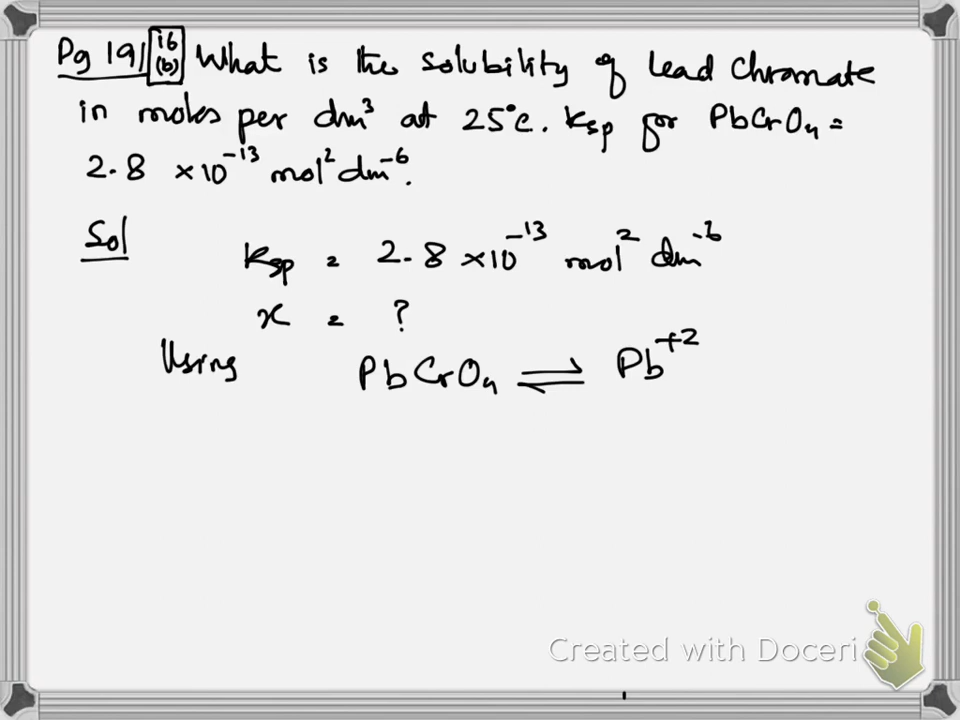 Pg 191 16 (b) What is the solubility of lead chromate
in moles per dm³ at 25°C. Ksp for PbCrO₄ =
2.8 ×10⁻¹³ mol² dm⁻⁶.
Sol Ksp = 2.8 ×10⁻¹³ mol² dm⁻⁶
x = ?
Using PbCrO₄ ⇌ Pb⁺²
Created with Doceri